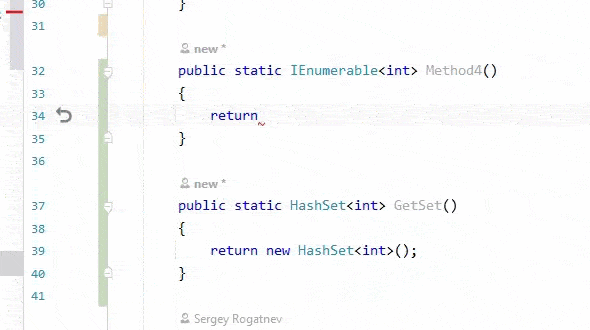 30 }
31
new *
32 public static IEnumerable<int> Method4()
33 {
34 return
35 }
36
new *
37 public static HashSet<int> GetSet()
38 {
39 return new HashSet<int>();
40 }
41
Sergey Rogatnev